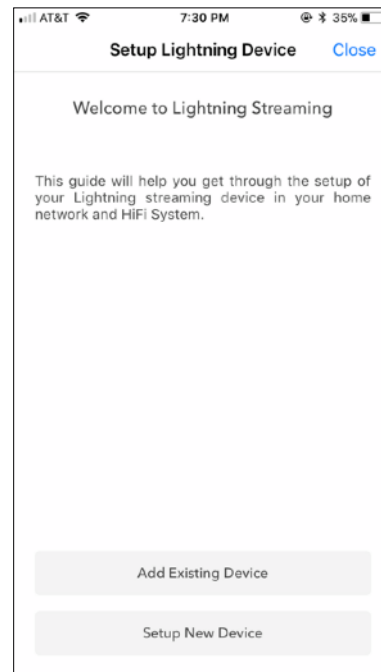 AT&T 7:30 PM 35%
Setup Lightning Device Close
Welcome to Lightning Streaming
This guide will help you get through the setup of
your Lightning streaming device in your home
network and HiFi System.
Add Existing Device
Setup New Device